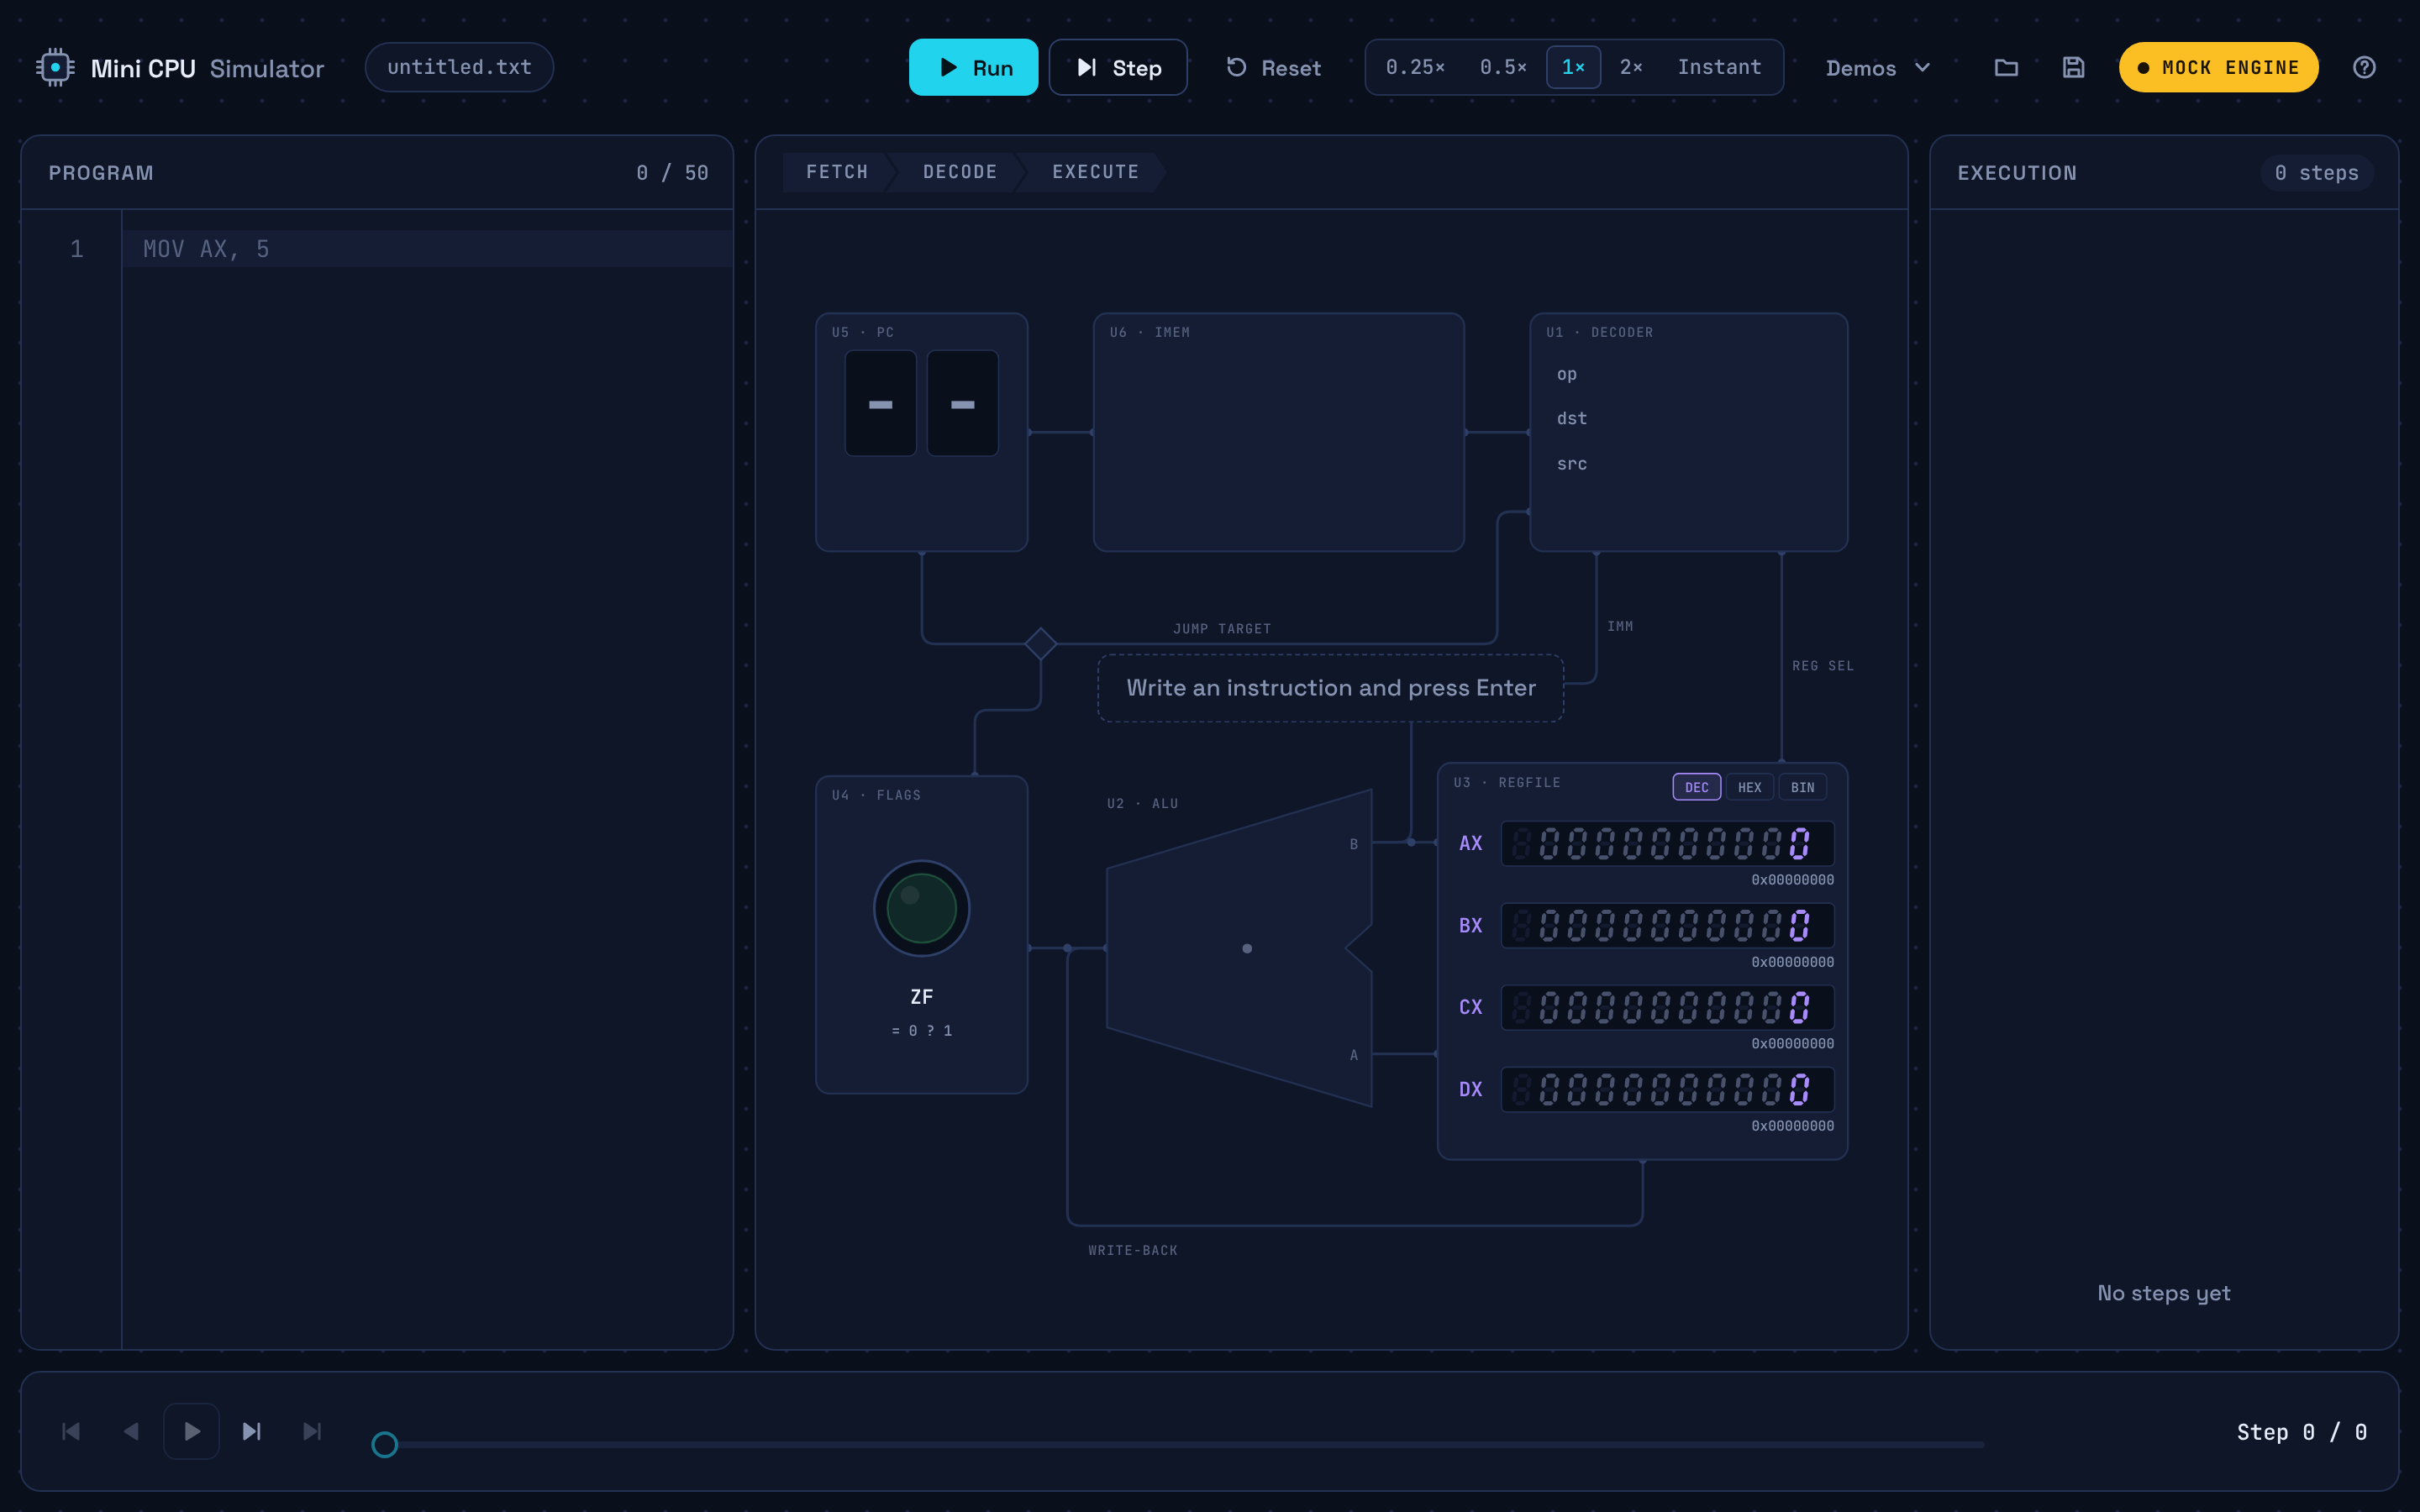 Mini CPU Simulator
untitled.txt
Run
Step
Reset
0.25×
0.5×
1×
2×
Instant
Demos
MOCK ENGINE
PROGRAM
0 / 50
1
MOV AX, 5
FETCH
DECODE
EXECUTE
U5 · PC
– –
U6 · IMEM
U1 · DECODER
op
dst
src
JUMP TARGET
IMM
REG SEL
Write an instruction and press Enter
U4 · FLAGS
ZF
= 0 ? 1
U2 · ALU
B
A
U3 · REGFILE
DEC
HEX
BIN
AX
0000000000
0x00000000
BX
0000000000
0x00000000
CX
0000000000
0x00000000
DX
0000000000
0x00000000
WRITE-BACK
EXECUTION
0 steps
No steps yet
Step 0 / 0